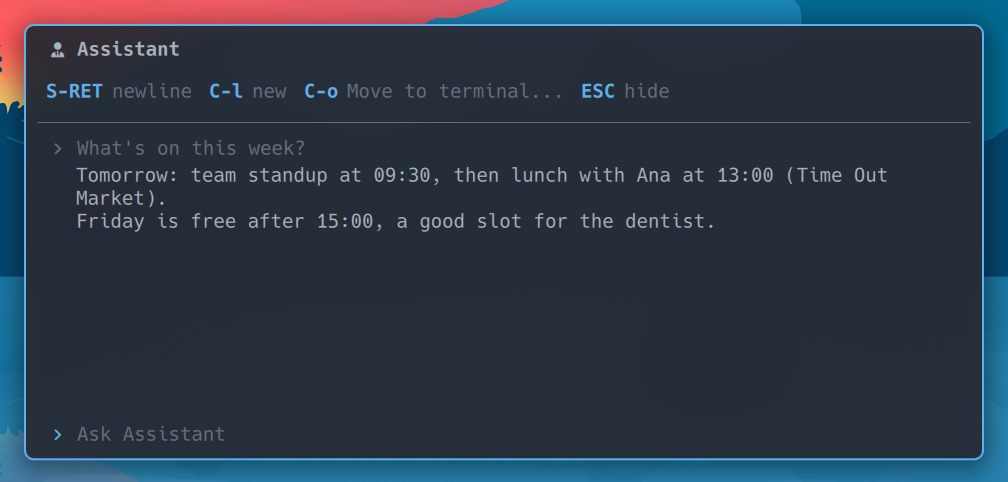 Assistant
S-RET newline C-l new C-o Move to terminal... ESC hide
> What's on this week?
Tomorrow: team standup at 09:30, then lunch with Ana at 13:00 (Time Out
Market).
Friday is free after 15:00, a good slot for the dentist.
> Ask Assistant